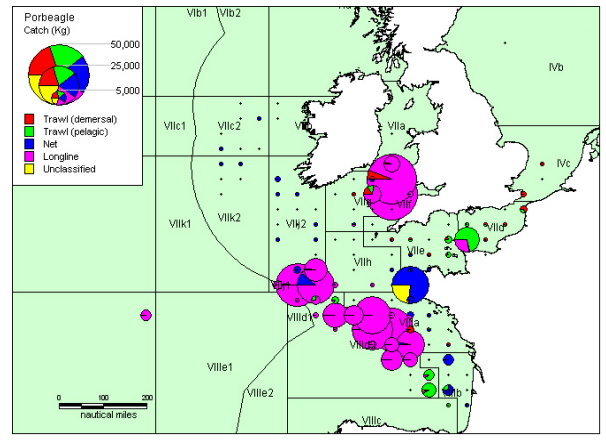 Porbeagle
Catch (Kg)
50,000
25,000
5,000
Trawl (demersal)
Trawl (pelagic)
Net
Longline
Unclassified
VIb1
VIb2
VIa
IVb
VIIc1
VIIc2
VIIb
VIIa
IVc
VIIk1
VIIk2
VIIj2
VIIg
VIIf
VIId
VIIe
VIIh
VIIj1
VIIId1
VIIIa
VIIId2
VIIIe1
VIIIe2
VIIIb
VIIIc
0 100 200
nautical miles